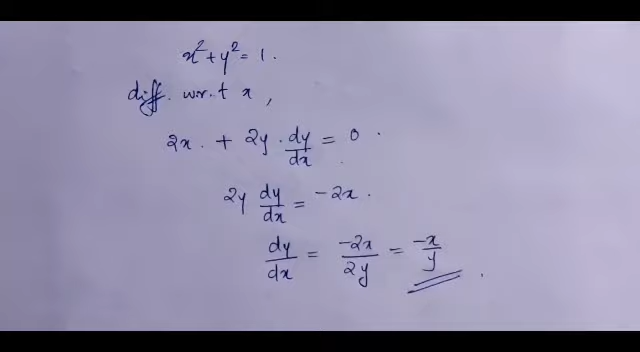 x² + y² = 1.
diff. w.r.t x,
2x. + 2y · dy/dx = 0.
2y dy/dx = -2x.
dy/dx = -2x/2y = -x/y.